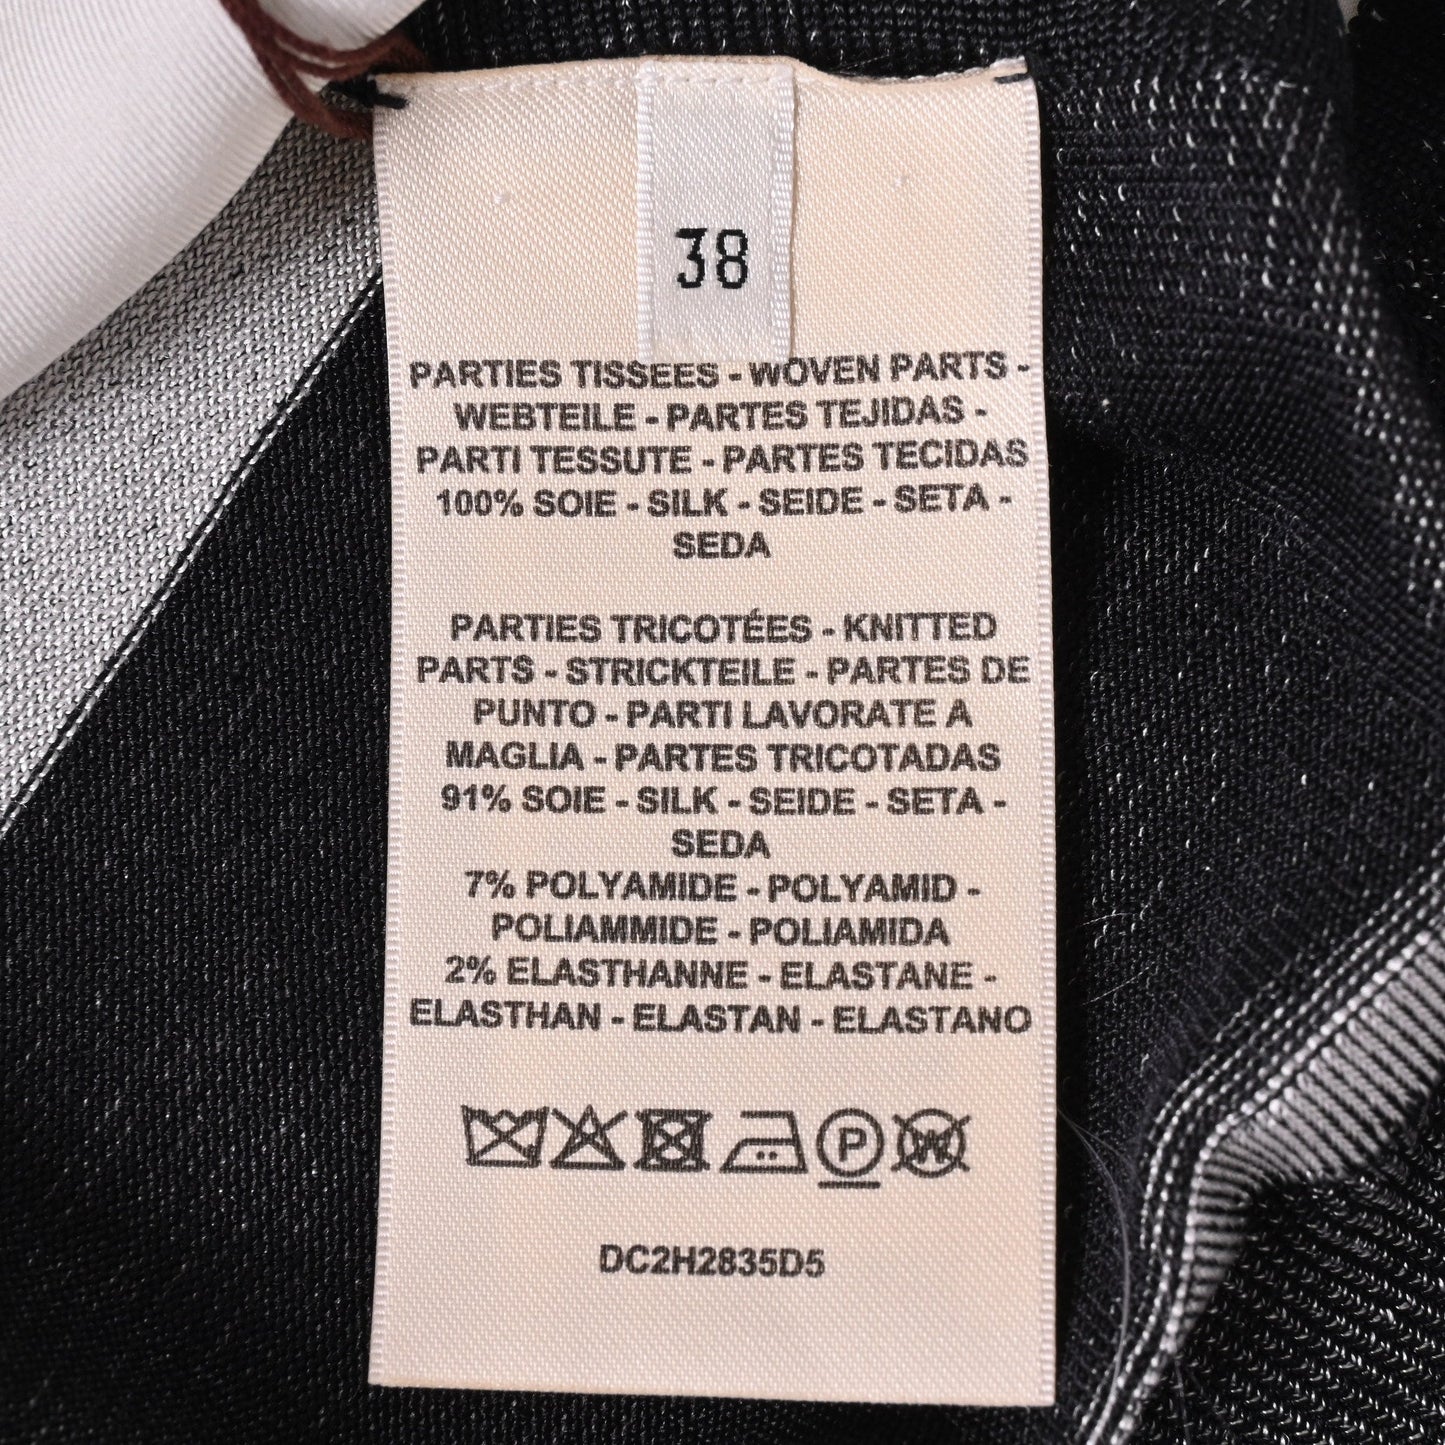 38
PARTIES TISSEES - WOVEN PARTS -
WEBTEILE - PARTES TEJIDAS -
PARTI TESSUTE - PARTES TECIDAS
100% SOIE - SILK - SEIDE - SETA -
SEDA
PARTIES TRICOTÉES - KNITTED
PARTS - STRICKTEILE - PARTES DE
PUNTO - PARTI LAVORATE A
MAGLIA - PARTES TRICOTADAS
91% SOIE - SILK - SEIDE - SETA -
SEDA
7% POLYAMIDE - POLYAMID -
POLIAMMIDE - POLIAMIDA
2% ELASTHANNE - ELASTANE -
ELASTHAN - ELASTAN - ELASTANO
P W
DC2H2835D5